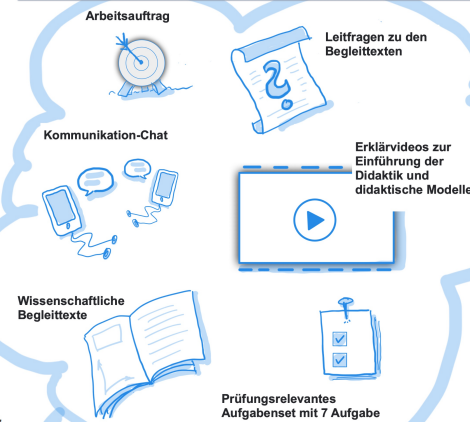 Arbeitsauftrag
Leitfragen zu den
Begleittexten
Kommunikation-Chat
Erklärvideos zur
Einführung der
Didaktik und
didaktische Modelle
Wissenschaftliche
Begleittexte
Prüfungsrelevantes
Aufgabenset mit 7 Aufgabe